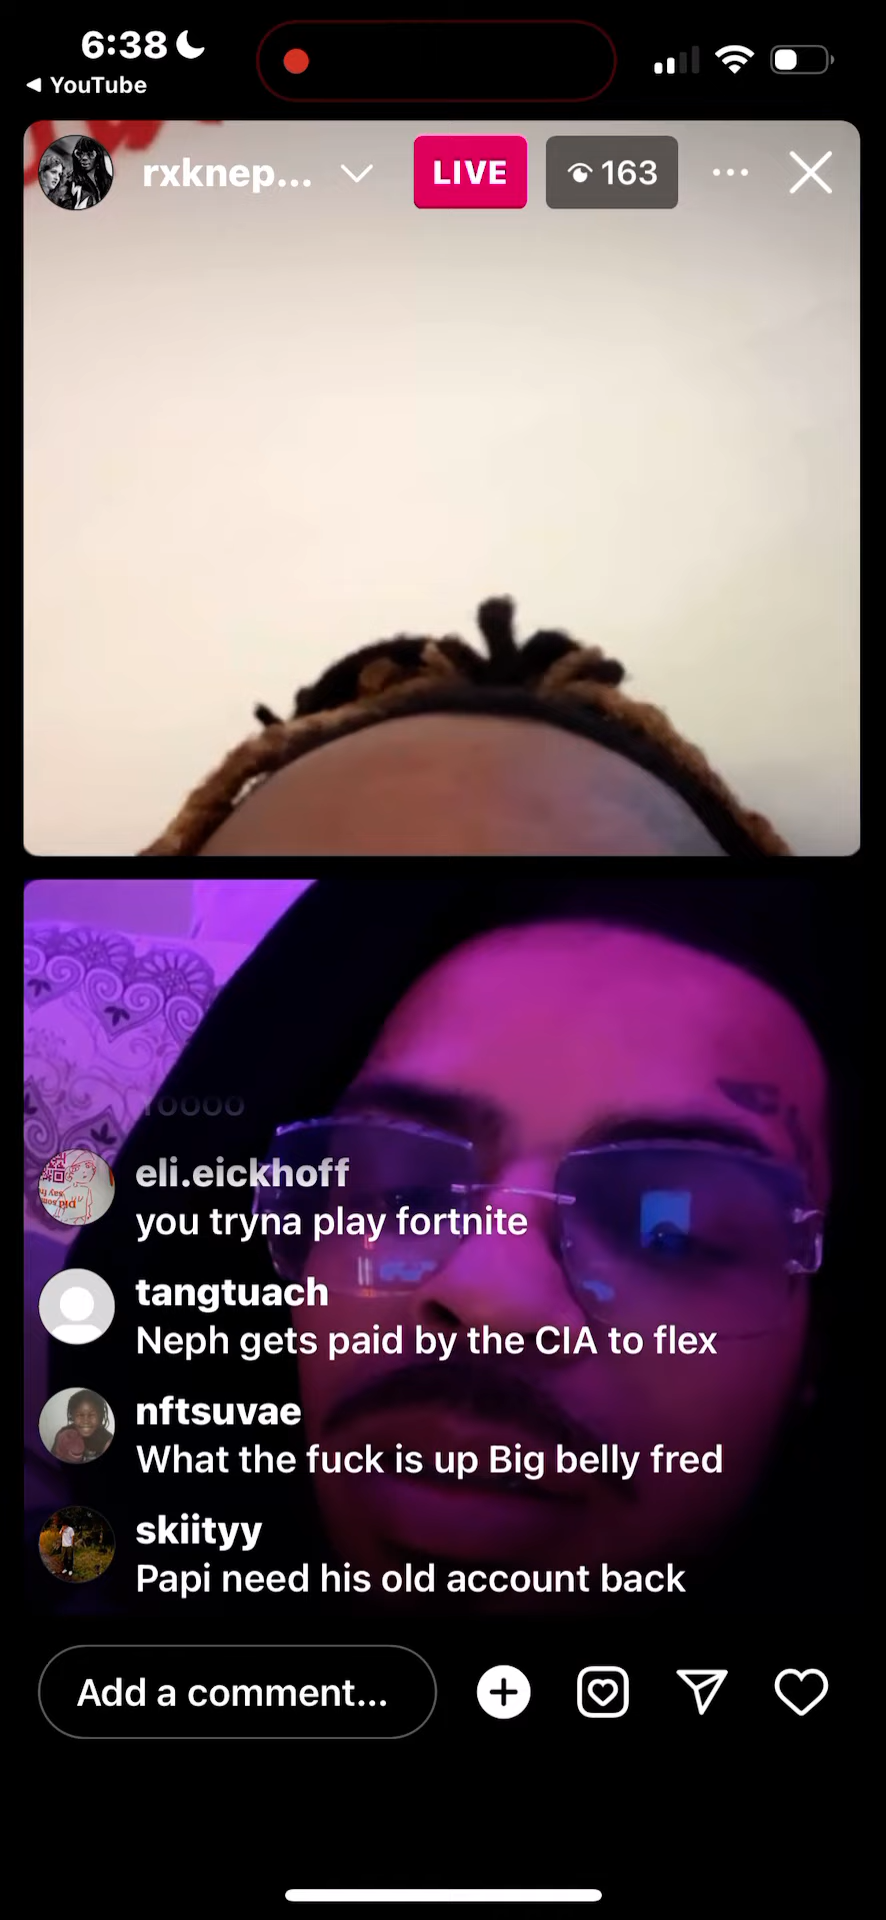 6:38
YouTube
rxknep...
LIVE
163
eli.eickhoff
you tryna play fortnite
tangtuach
Neph gets paid by the CIA to flex
nftsuvae
What the fuck is up Big belly fred
skiityy
Papi need his old account back
Add a comment...